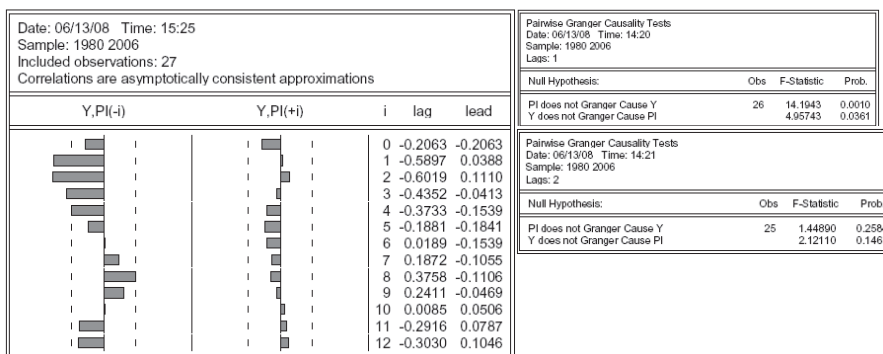 Date: 06/13/08 Time: 15:25
Sample: 1980 2006
Included observations: 27
Correlations are asymptotically consistent approximations
Y,PI(-i) Y,PI(+i) i lag lead
0 -0.2063 -0.2063
1 -0.5897 0.0388
2 -0.6019 0.1110
3 -0.4352 -0.0413
4 -0.3733 -0.1539
5 -0.1881 -0.1841
6 0.0189 -0.1539
7 0.1872 -0.1055
8 0.3758 -0.1106
9 0.2411 -0.0469
10 0.0085 0.0506
11 -0.2916 0.0787
12 -0.3030 0.1046
Pairwise Granger Causality Tests
Date: 06/13/08 Time: 14:20
Sample: 1980 2006
Lags: 1
Null Hypothesis: Obs F-Statistic Prob.
PI does not Granger Cause Y 26 14.1943 0.0010
Y does not Granger Cause PI 4.95743 0.0361
Pairwise Granger Causality Tests
Date: 06/13/08 Time: 14:21
Sample: 1980 2006
Lags: 2
Null Hypothesis: Obs F-Statistic Prob
PI does not Granger Cause Y 25 1.44890 0.258
Y does not Granger Cause PI 2.12110 0.146